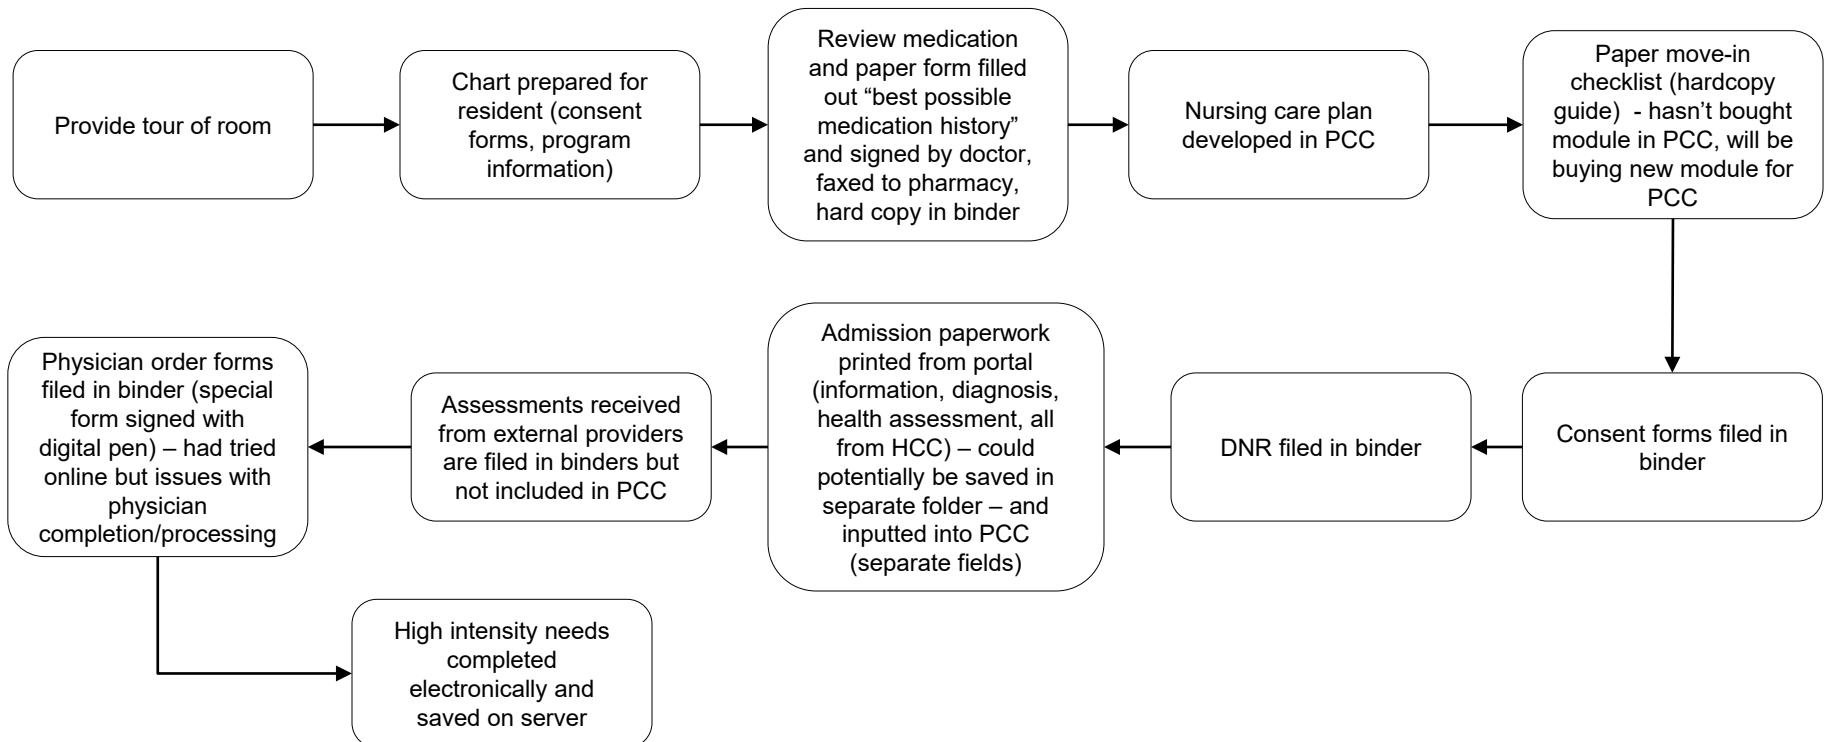 Provide tour of room
Chart prepared for
resident (consent
forms, program
information)
Review medication
and paper form filled
out “best possible
medication history”
and signed by doctor,
faxed to pharmacy,
hard copy in binder
Nursing care plan
developed in PCC
Paper move-in
checklist (hardcopy
guide)  - hasn’t bought
module in PCC, will be
buying new module for
PCC
Consent forms filed in
binder
DNR filed in binder
Admission paperwork
printed from portal
(information, diagnosis,
health assessment, all
from HCC) – could
potentially be saved in
separate folder – and
inputted into PCC
(separate fields)
Assessments received
from external providers
are filed in binders but
not included in PCC
Physician order forms
filed in binder (special
form signed with
digital pen) – had tried
online but issues with
physician
completion/processing
High intensity needs
completed
electronically and
saved on server